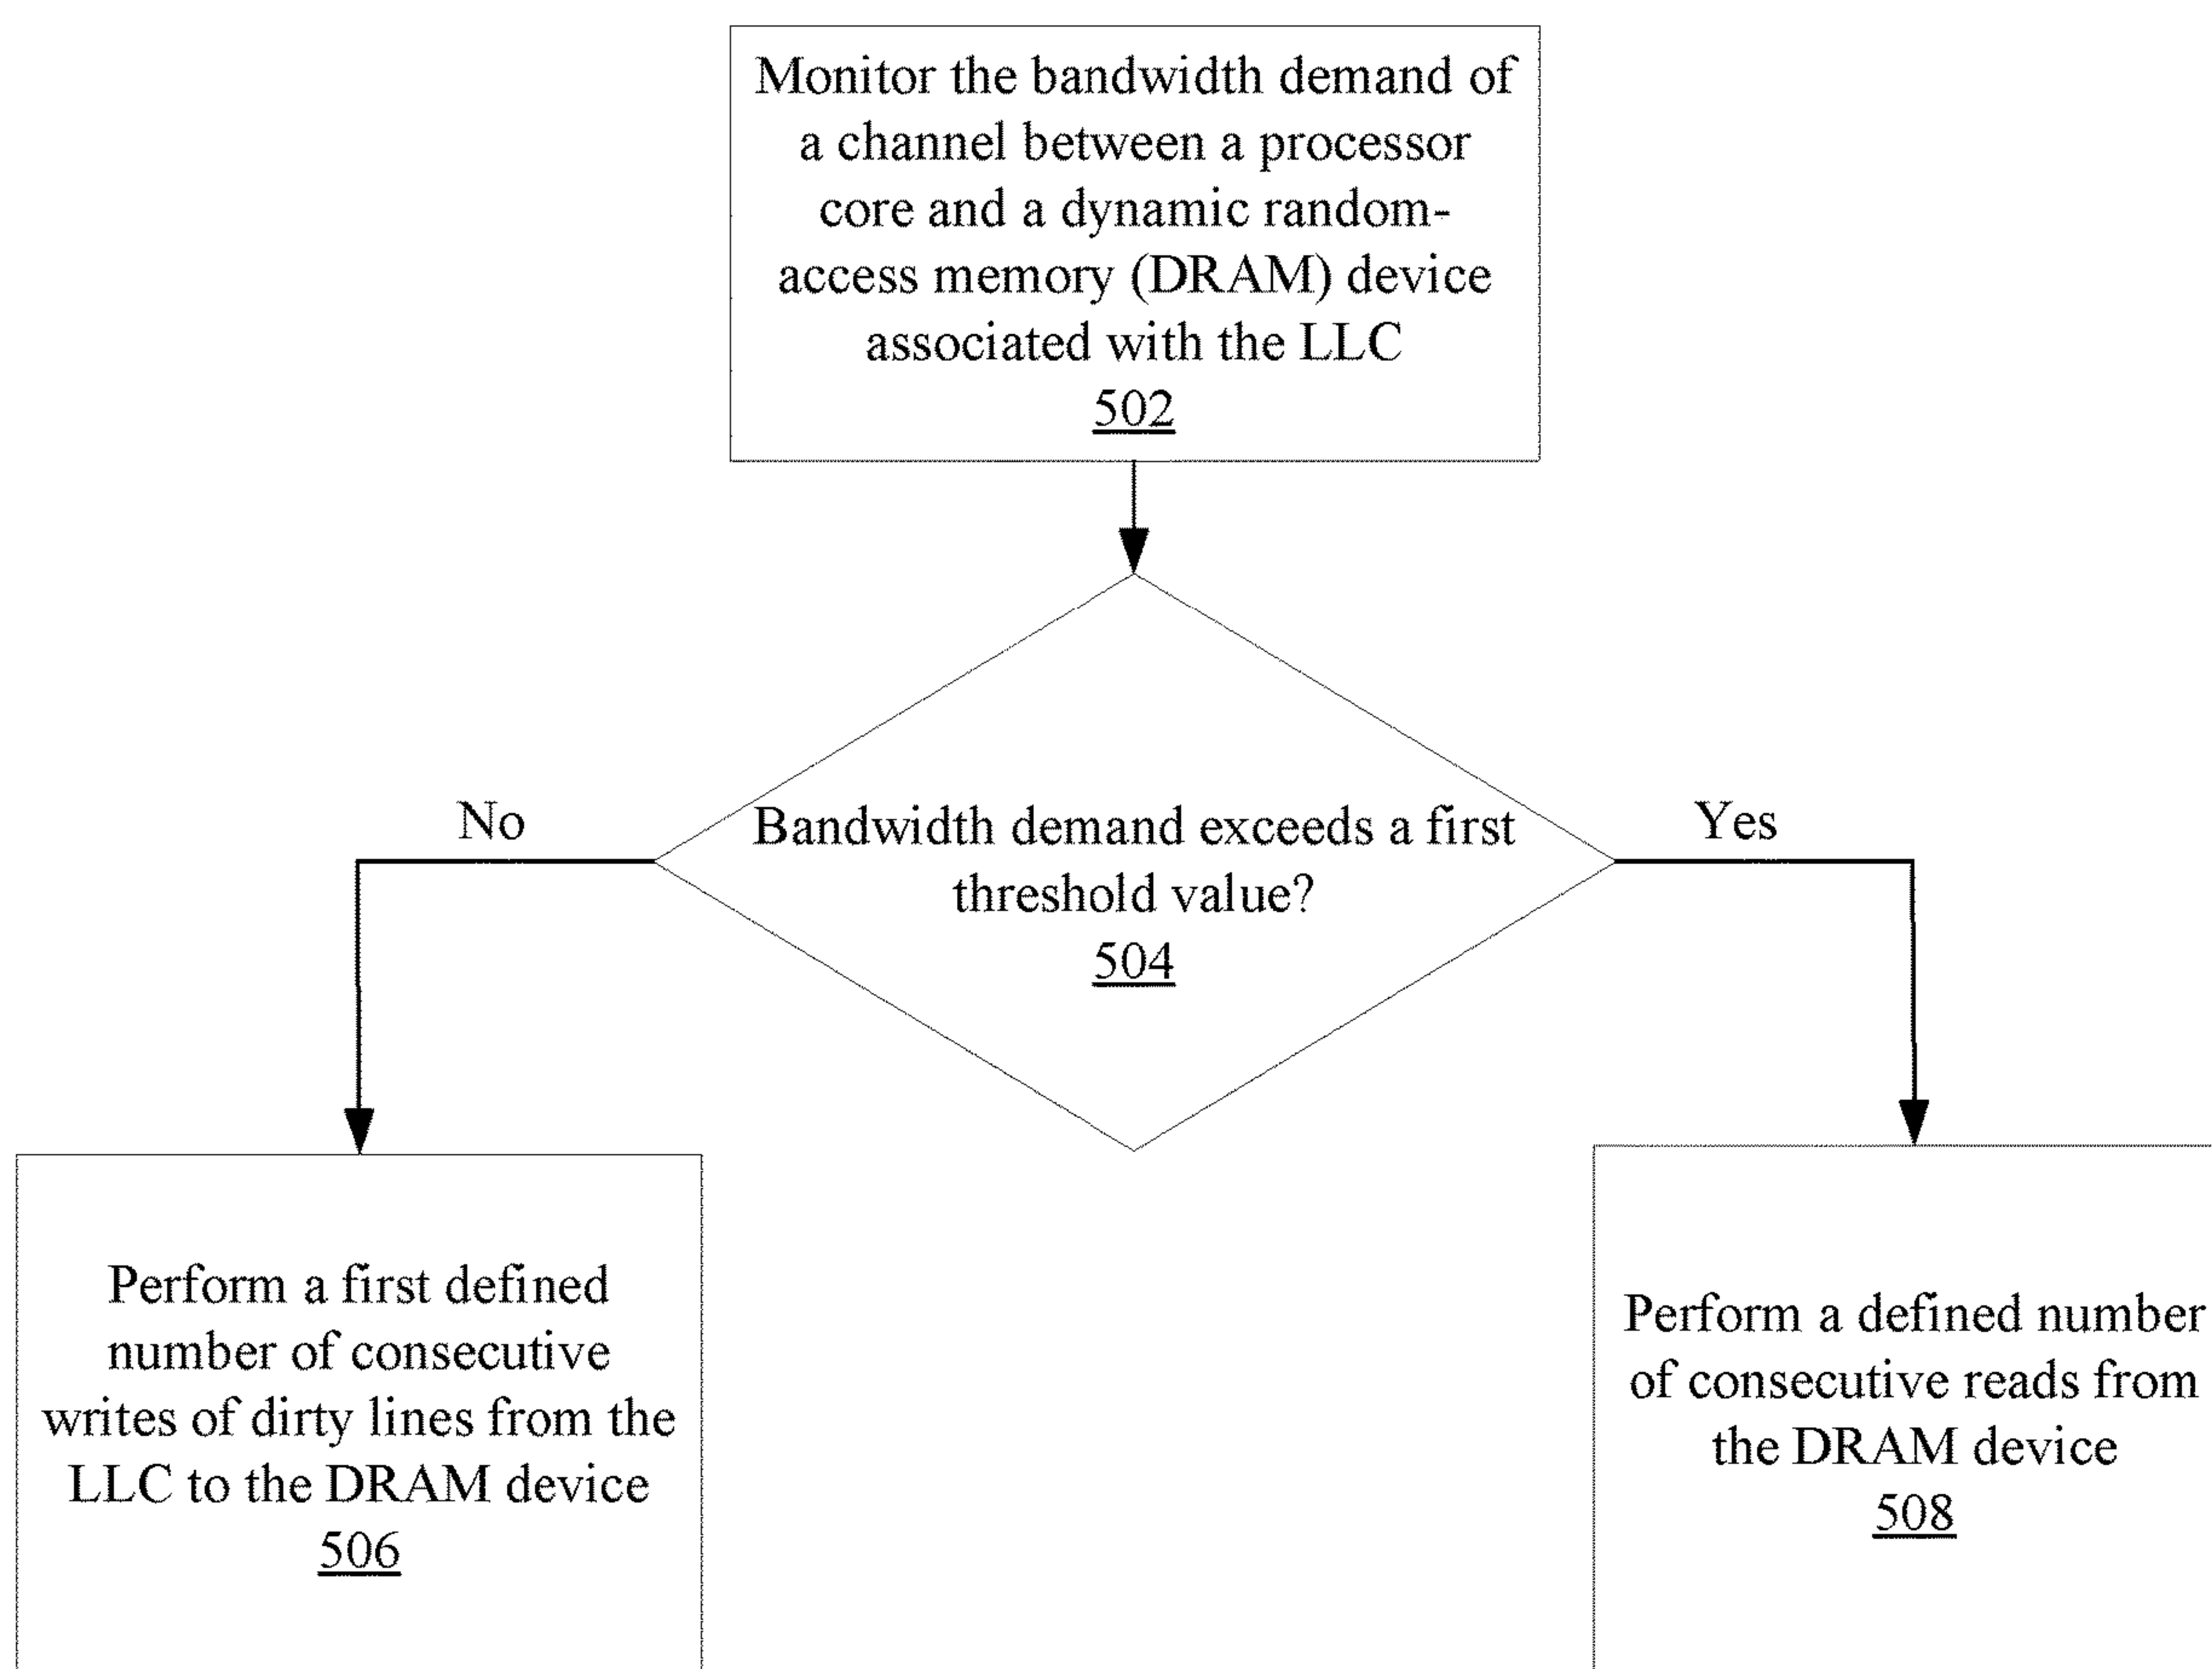 Monitor the bandwidth demand of
a channel between a processor
core and a dynamic random-
access memory (DRAM) device
associated with the LLC
502
No
Bandwidth demand exceeds a first
threshold value?
504
Yes
Perform a first defined
number of consecutive
writes of dirty lines from the
LLC to the DRAM device
506
Perform a defined number
of consecutive reads from
the DRAM device
508